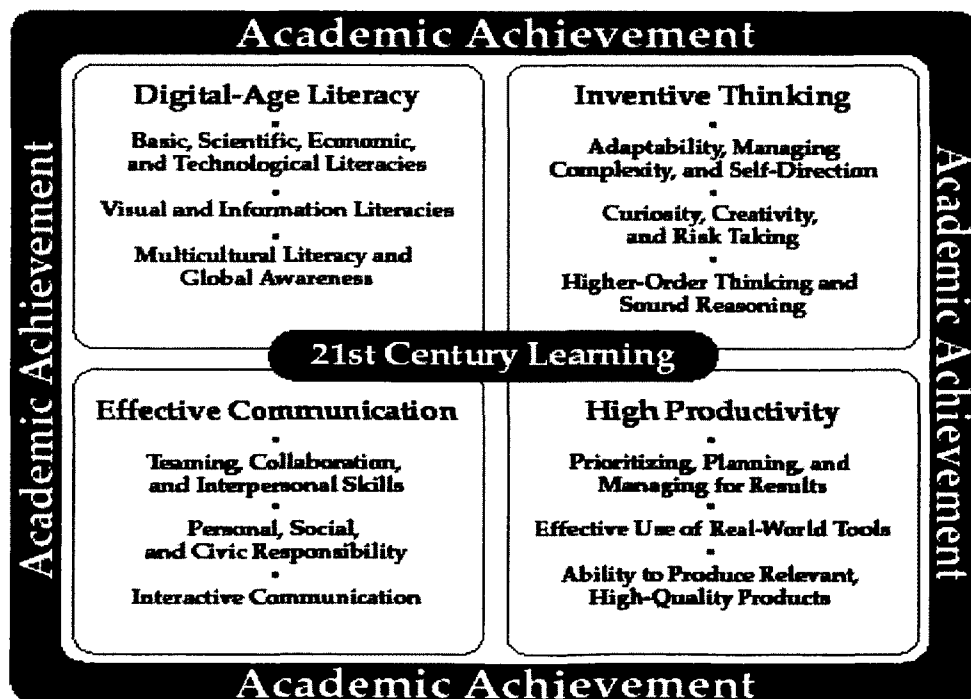 Academic Achievement
Digital-Age Literacy
Basic, Scientific, Economic,
and Technological Literacies
Visual and Information Literacies
Multicultural Literacy and
Global Awareness
Inventive Thinking
Adaptability, Managing
Complexity, and Self-Direction
Curiosity, Creativity,
and Risk Taking
Higher-Order Thinking and
Sound Reasoning
Academic Achievement
Academic Achievement
21st Century Learning
Effective Communication
Teaming, Collaboration,
and Interpersonal Skills
Personal, Social,
and Civic Responsibility
Interactive Communication
High Productivity
Prioritizing, Planning, and
Managing for Results
Effective Use of Real-World Tools
Ability to Produce Relevant,
High-Quality Products
Academic Achievement